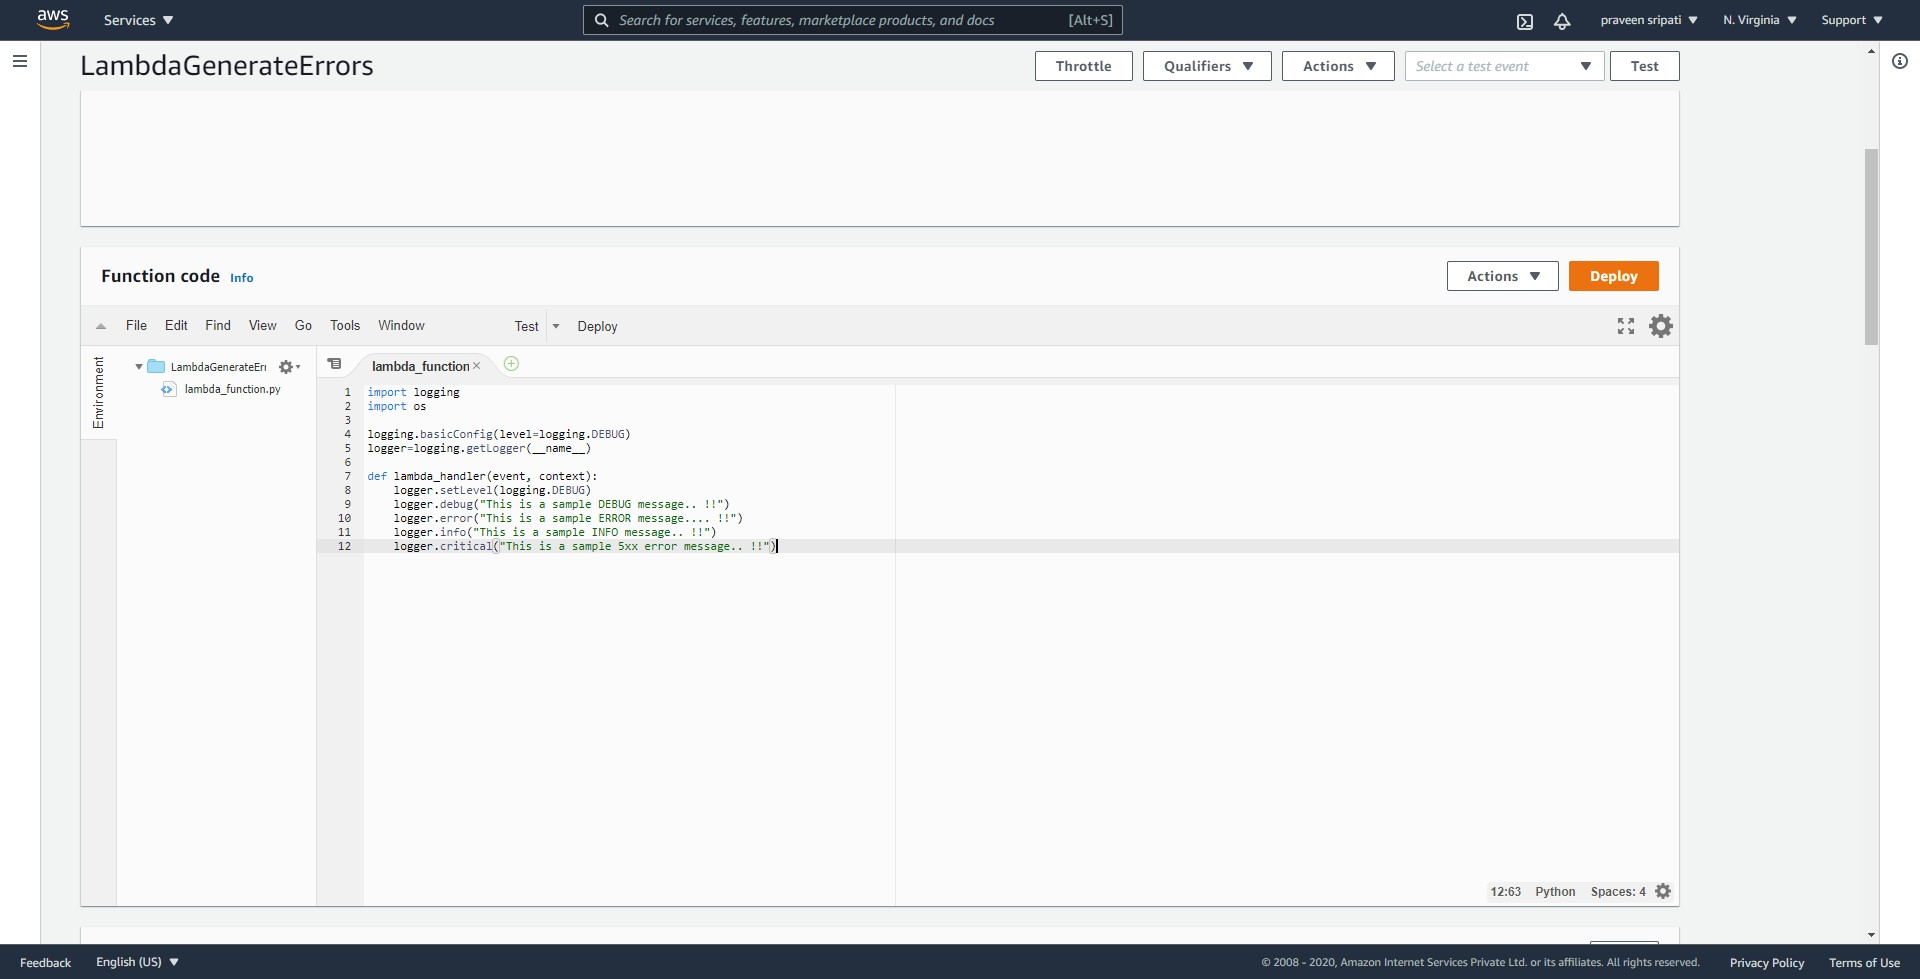 aws Services Search for services, features, marketplace products, and docs [Alt+S] praveen sripati N. Virginia Support
LambdaGenerateErrors Throttle Qualifiers Actions Select a test event Test
Function code Info Actions Deploy
File Edit Find View Go Tools Window Test Deploy
Environment
LambdaGenerateErr
lambda_function.py
lambda_function
1 import logging
2 import os
3
4 logging.basicConfig(level=logging.DEBUG)
5 logger=logging.getLogger(__name__)
6
7 def lambda_handler(event, context):
8 logger.setLevel(logging.DEBUG)
9 logger.debug("This is a sample DEBUG message.. !!")
10 logger.error("This is a sample ERROR message.... !!")
11 logger.info("This is a sample INFO message.. !!")
12 logger.critical("This is a sample 5xx error message.. !!")
12:63 Python Spaces: 4
Feedback English (US) © 2008 - 2020, Amazon Internet Services Private Ltd. or its affiliates. All rights reserved. Privacy Policy Terms of Use